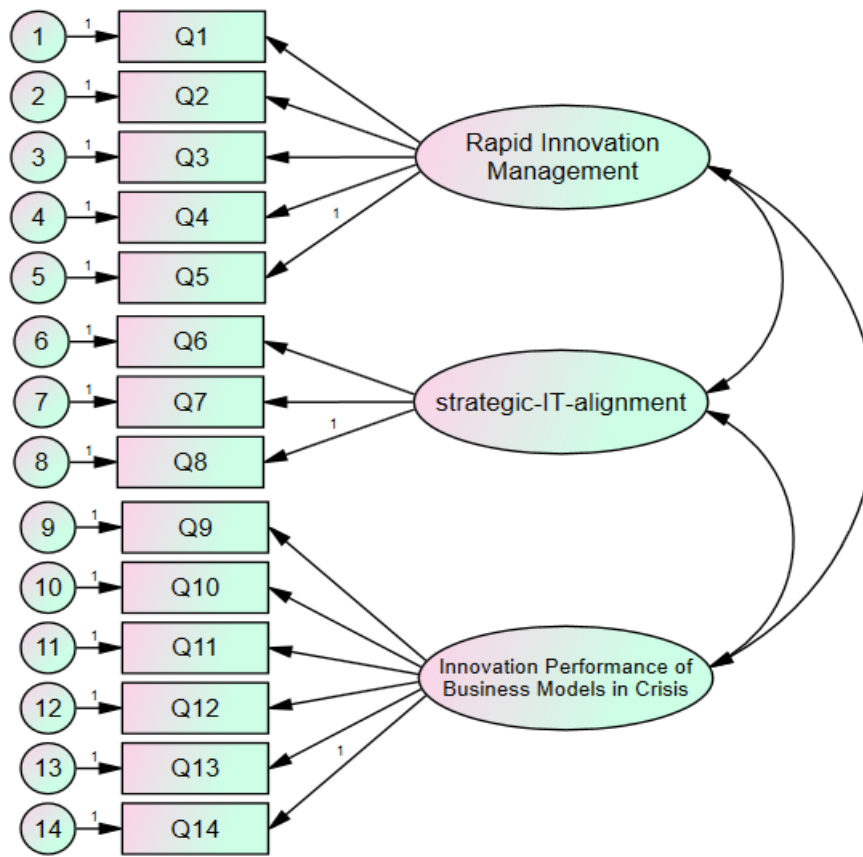 1
1
Q1
2
1
Q2
3
1
Q3
4
1
Q4
5
1
Q5
1
Rapid Innovation
Management
6
1
Q6
7
1
Q7
8
1
Q8
1
strategic-IT-alignment
9
1
Q9
10
1
Q10
11
1
Q11
12
1
Q12
13
1
Q13
14
1
Q14
1
Innovation Performance of
Business Models in Crisis